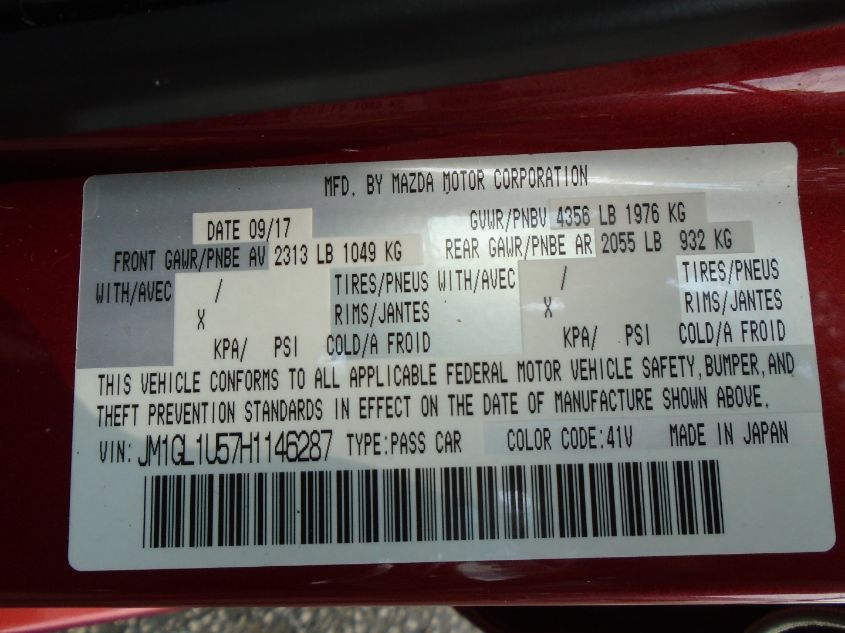 MFD. BY MAZDA MOTOR CORPORATION
DATE 09/17 GVWR/PNBV 4356 LB 1976 KG
FRONT GAWR/PNBE AV 2313 LB 1049 KG REAR GAWR/PNBE AR 2055 LB 932 KG
WITH/AVEC / TIRES/PNEUS WITH/AVEC / TIRES/PNEUS
X RIMS/JANTES X RIMS/JANTES
KPA/ PSI COLD/A FROID KPA/ PSI COLD/A FROID
THIS VEHICLE CONFORMS TO ALL APPLICABLE FEDERAL MOTOR VEHICLE SAFETY, BUMPER, AND
THEFT PREVENTION STANDARDS IN EFFECT ON THE DATE OF MANUFACTURE SHOWN ABOVE.
VIN: JM1GL1U57H1146287 TYPE:PASS CAR COLOR CODE:41V MADE IN JAPAN